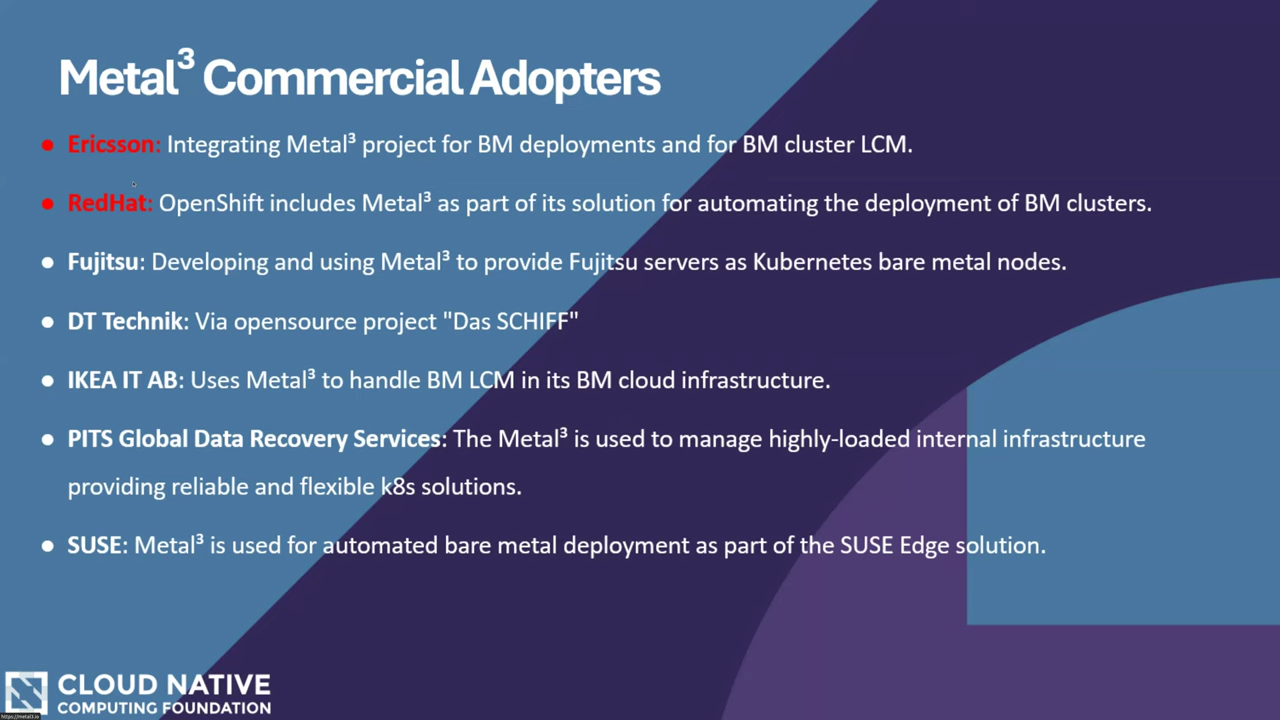 Metal³ Commercial Adopters
● Ericsson: Integrating Metal³ project for BM deployments and for BM cluster LCM.
● RedHat: OpenShift includes Metal³ as part of its solution for automating the deployment of BM clusters.
● Fujitsu: Developing and using Metal³ to provide Fujitsu servers as Kubernetes bare metal nodes.
● DT Technik: Via opensource project "Das SCHIFF"
● IKEA IT AB: Uses Metal³ to handle BM LCM in its BM cloud infrastructure.
● PITS Global Data Recovery Services: The Metal³ is used to manage highly-loaded internal infrastructure
providing reliable and flexible k8s solutions.
● SUSE: Metal³ is used for automated bare metal deployment as part of the SUSE Edge solution.
CLOUD NATIVE
COMPUTING FOUNDATION
https://metal3.io